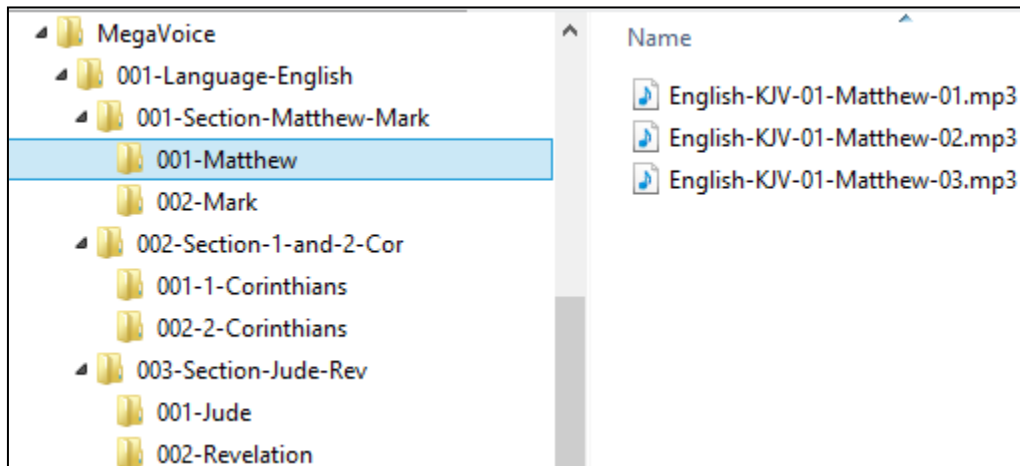 MegaVoice
001-Language-English
001-Section-Matthew-Mark
001-Matthew
002-Mark
002-Section-1-and-2-Cor
001-1-Corinthians
002-2-Corinthians
003-Section-Jude-Rev
001-Jude
002-Revelation
Name
English-KJV-01-Matthew-01.mp3
English-KJV-01-Matthew-02.mp3
English-KJV-01-Matthew-03.mp3